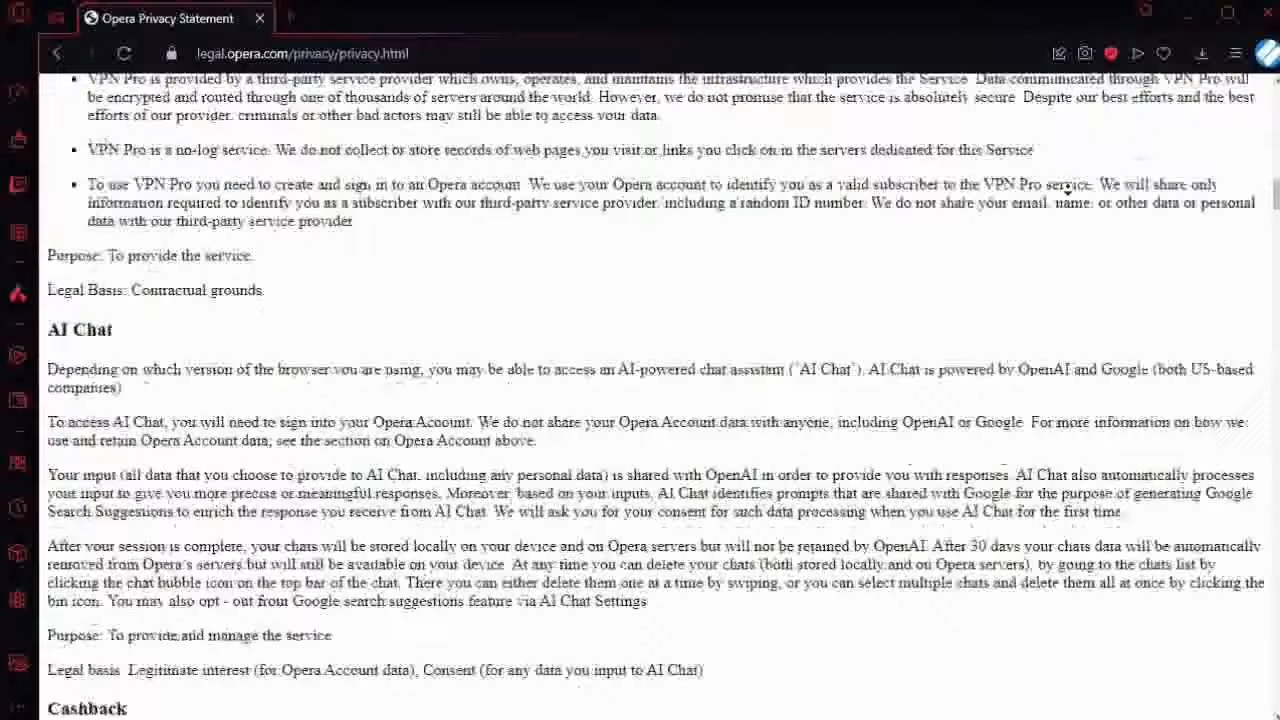 Opera Privacy Statement
legal.opera.com/privacy/privacy.html
VPN Pro is provided by a third-party service provider which owns, operates, and maintains the infrastructure which provides the Service. Data communicated through VPN Pro will
be encrypted and routed through one of thousands of servers around the world. However, we do not promise that the service is absolutely secure. Despite our best efforts and the best
efforts of our provider, criminals or other bad actors may still be able to access your data.
VPN Pro is a no-log service. We do not collect or store records of web pages you visit or links you click on in the servers dedicated for this Service
To use VPN Pro you need to create and sign in to an Opera account. We use your Opera account to identify you as a valid subscriber to the VPN Pro service. We will share only
information required to identify you as a subscriber with our third-party service provider, including a random ID number. We do not share your email, name, or other data or personal
data with our third-party service provider
Purpose: To provide the service.
Legal Basis: Contractual grounds.
AI Chat
Depending on which version of the browser you are using, you may be able to access an AI-powered chat assistant ("AI Chat"). AI Chat is powered by OpenAI and Google (both US-based
companies)
To access AI Chat, you will need to sign into your Opera Account. We do not share your Opera Account data with anyone, including OpenAI or Google. For more information on how we
use and retain Opera Account data, see the section on Opera Account above.
Your input (all data that you choose to provide to AI Chat, including any personal data) is shared with OpenAI in order to provide you with responses. AI Chat also automatically processes
your input to give you more precise or meaningful responses. Moreover, based on your inputs, AI Chat identifies prompts that are shared with Google for the purpose of generating Google
Search Suggestions to enrich the response you receive from AI Chat. We will ask you for your consent for such data processing when you use AI Chat for the first time.
After your session is complete, your chats will be stored locally on your device and on Opera servers but will not be retained by OpenAI. After 30 days your chats data will be automatically
removed from Opera's servers but will still be available on your device. At any time you can delete your chats (both stored locally and on Opera servers), by going to the chats list by
clicking the chat bubble icon on the top bar of the chat. There you can either delete them one at a time by swiping, or you can select multiple chats and delete them all at once by clicking the
bin icon. You may also opt - out from Google search suggestions feature via AI Chat Settings
Purpose: To provide and manage the service
Legal basis: Legitimate interest (for Opera Account data), Consent (for any data you input to AI Chat)
Cashback